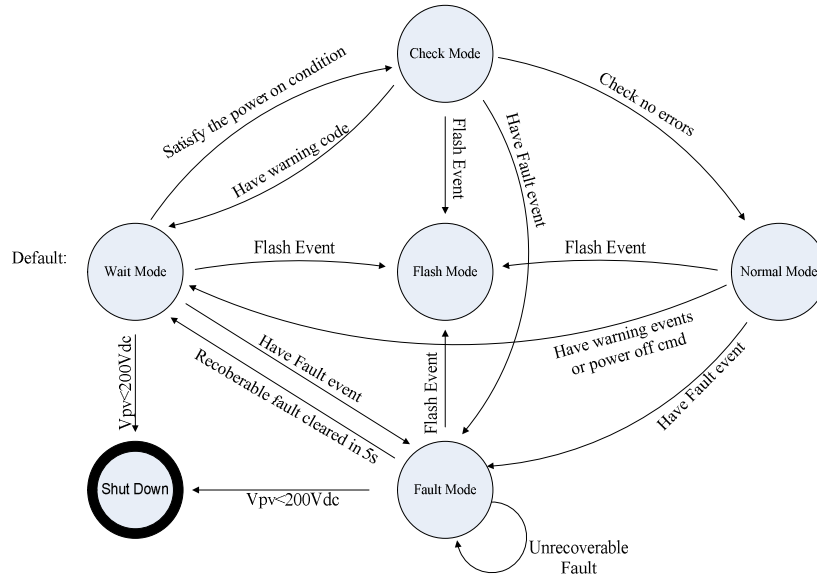 Check Mode
Satisfy the power on condition
Have warning code
Flash Event
Have Fault event
Check no errors
Default:
Wait Mode
Flash Event
Flash Mode
Flash Event
Normal Mode
Have warning events
or power off cmd
Have Fault event
Recoberable fault cleared in 5s
Vpv<200Vdc
Flash Event
Have Fault event
Shut Down
Vpv<200Vdc
Fault Mode
Unrecoverable
Fault